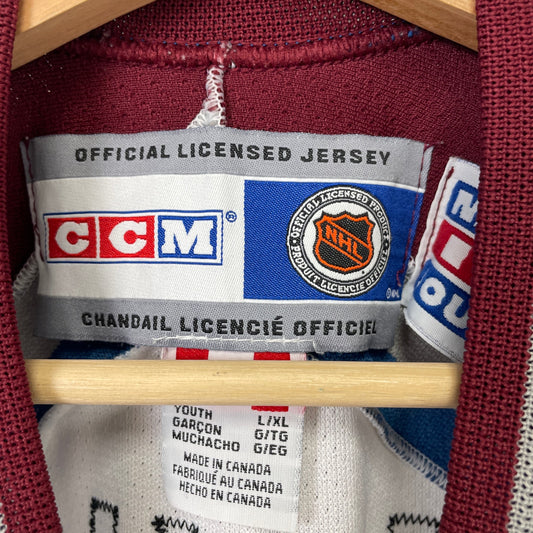 OFFICIAL LICENSED JERSEY
CCM®
OFFICIAL LICENSED PRODUCT
NHL
PRODUIT LICENCIÉ OFFICIEL
CHANDAIL LICENCIÉ OFFICIEL
YOUTH L/XL
GARÇON G/TG
MUCHACHO G/EG
MADE IN CANADA
FABRIQUÉ AU CANADA
HECHO EN CANADA